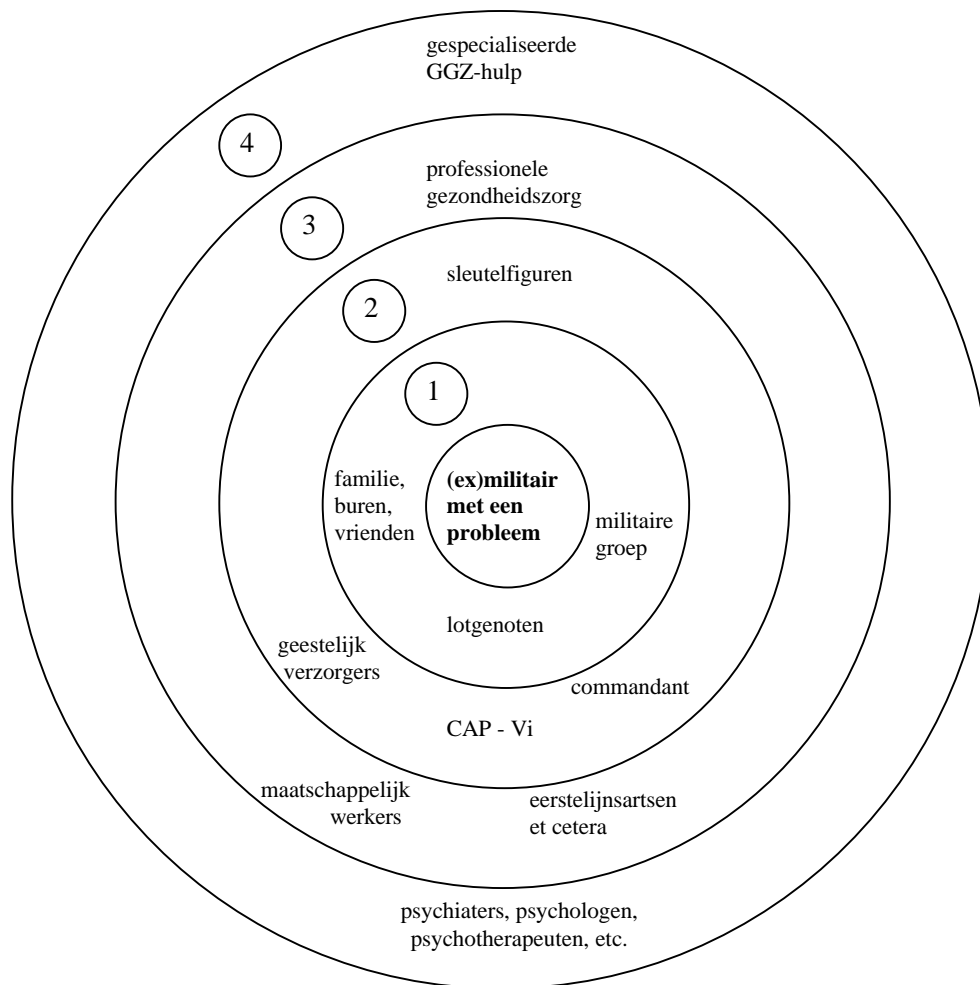 gespecialiseerde
GGZ-hulp
4
professionele
gezondheidszorg
3
sleutelfiguren
2
1
familie,
buren,
vrienden
(ex)militair
met een
probleem
militaire
groep
lotgenoten
geestelijk
verzorgers
commandant
CAP - Vi
maatschappelijk
werkers
eerstelijnsartsen
et cetera
psychiaters, psychologen,
psychotherapeuten, etc.